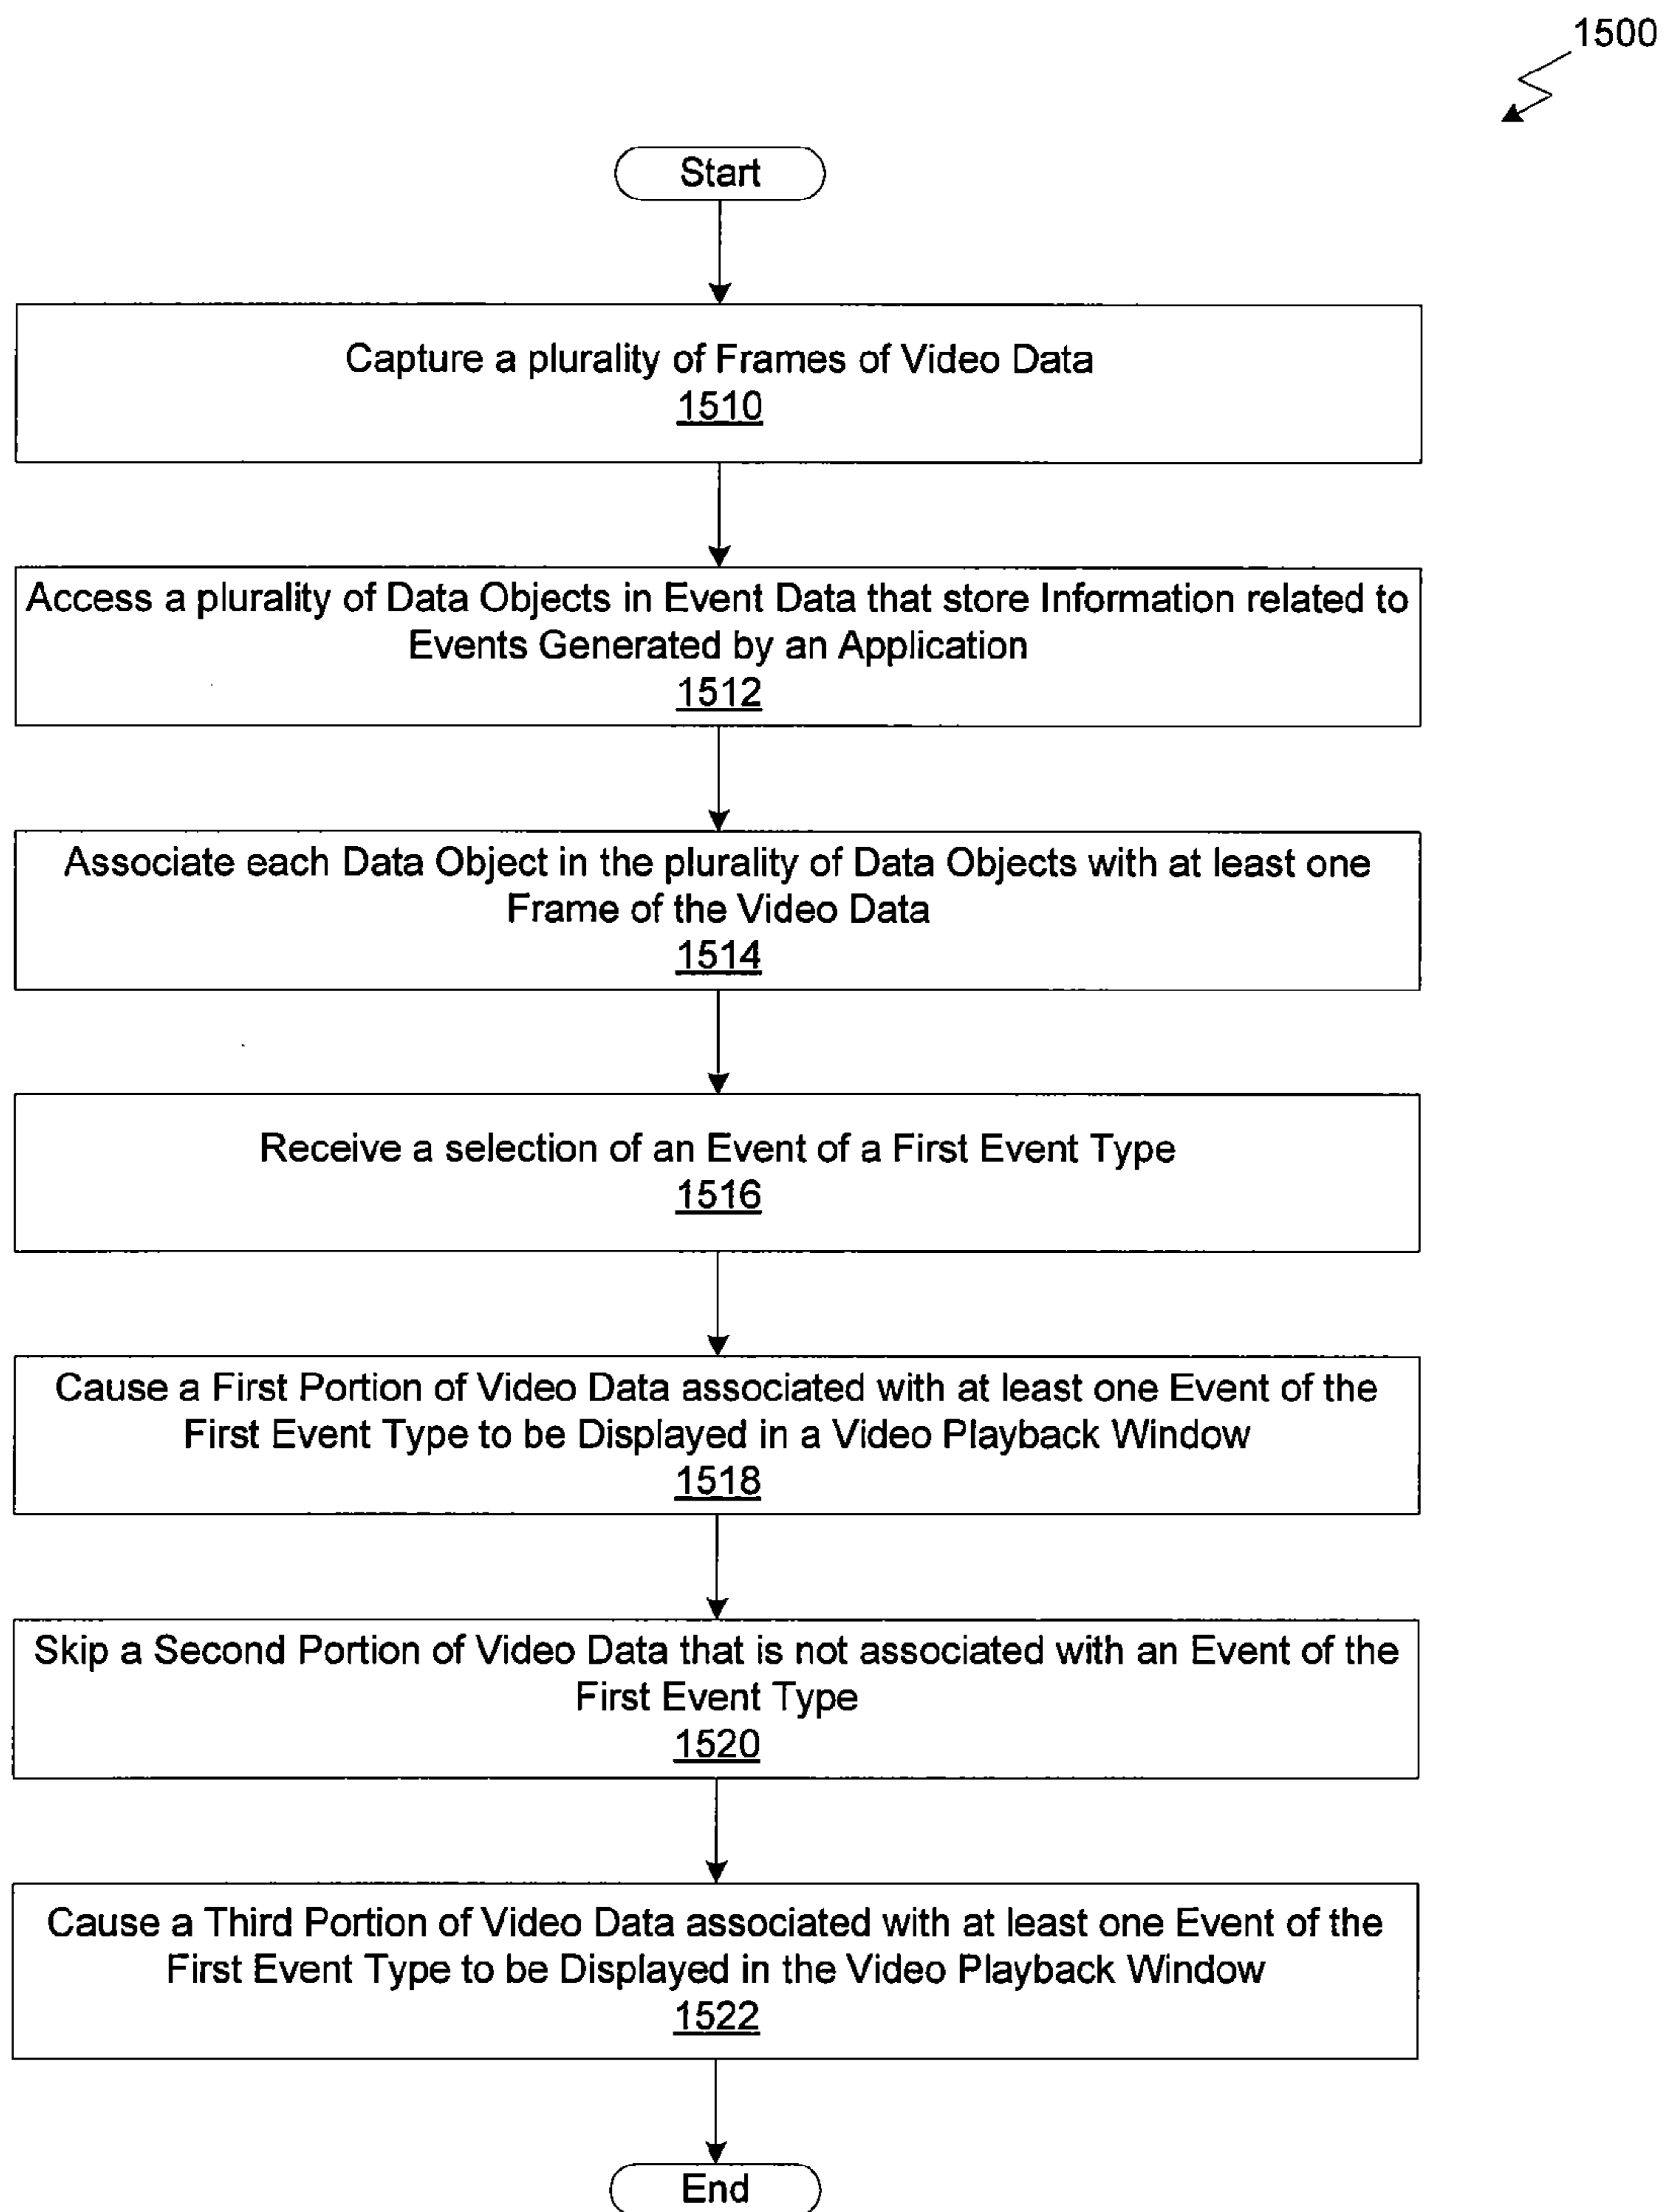 1500
Start
Capture a plurality of Frames of Video Data
1510
Access a plurality of Data Objects in Event Data that store Information related to
Events Generated by an Application
1512
Associate each Data Object in the plurality of Data Objects with at least one
Frame of the Video Data
1514
Receive a selection of an Event of a First Event Type
1516
Cause a First Portion of Video Data associated with at least one Event of the
First Event Type to be Displayed in a Video Playback Window
1518
Skip a Second Portion of Video Data that is not associated with an Event of the
First Event Type
1520
Cause a Third Portion of Video Data associated with at least one Event of the
First Event Type to be Displayed in the Video Playback Window
1522
End